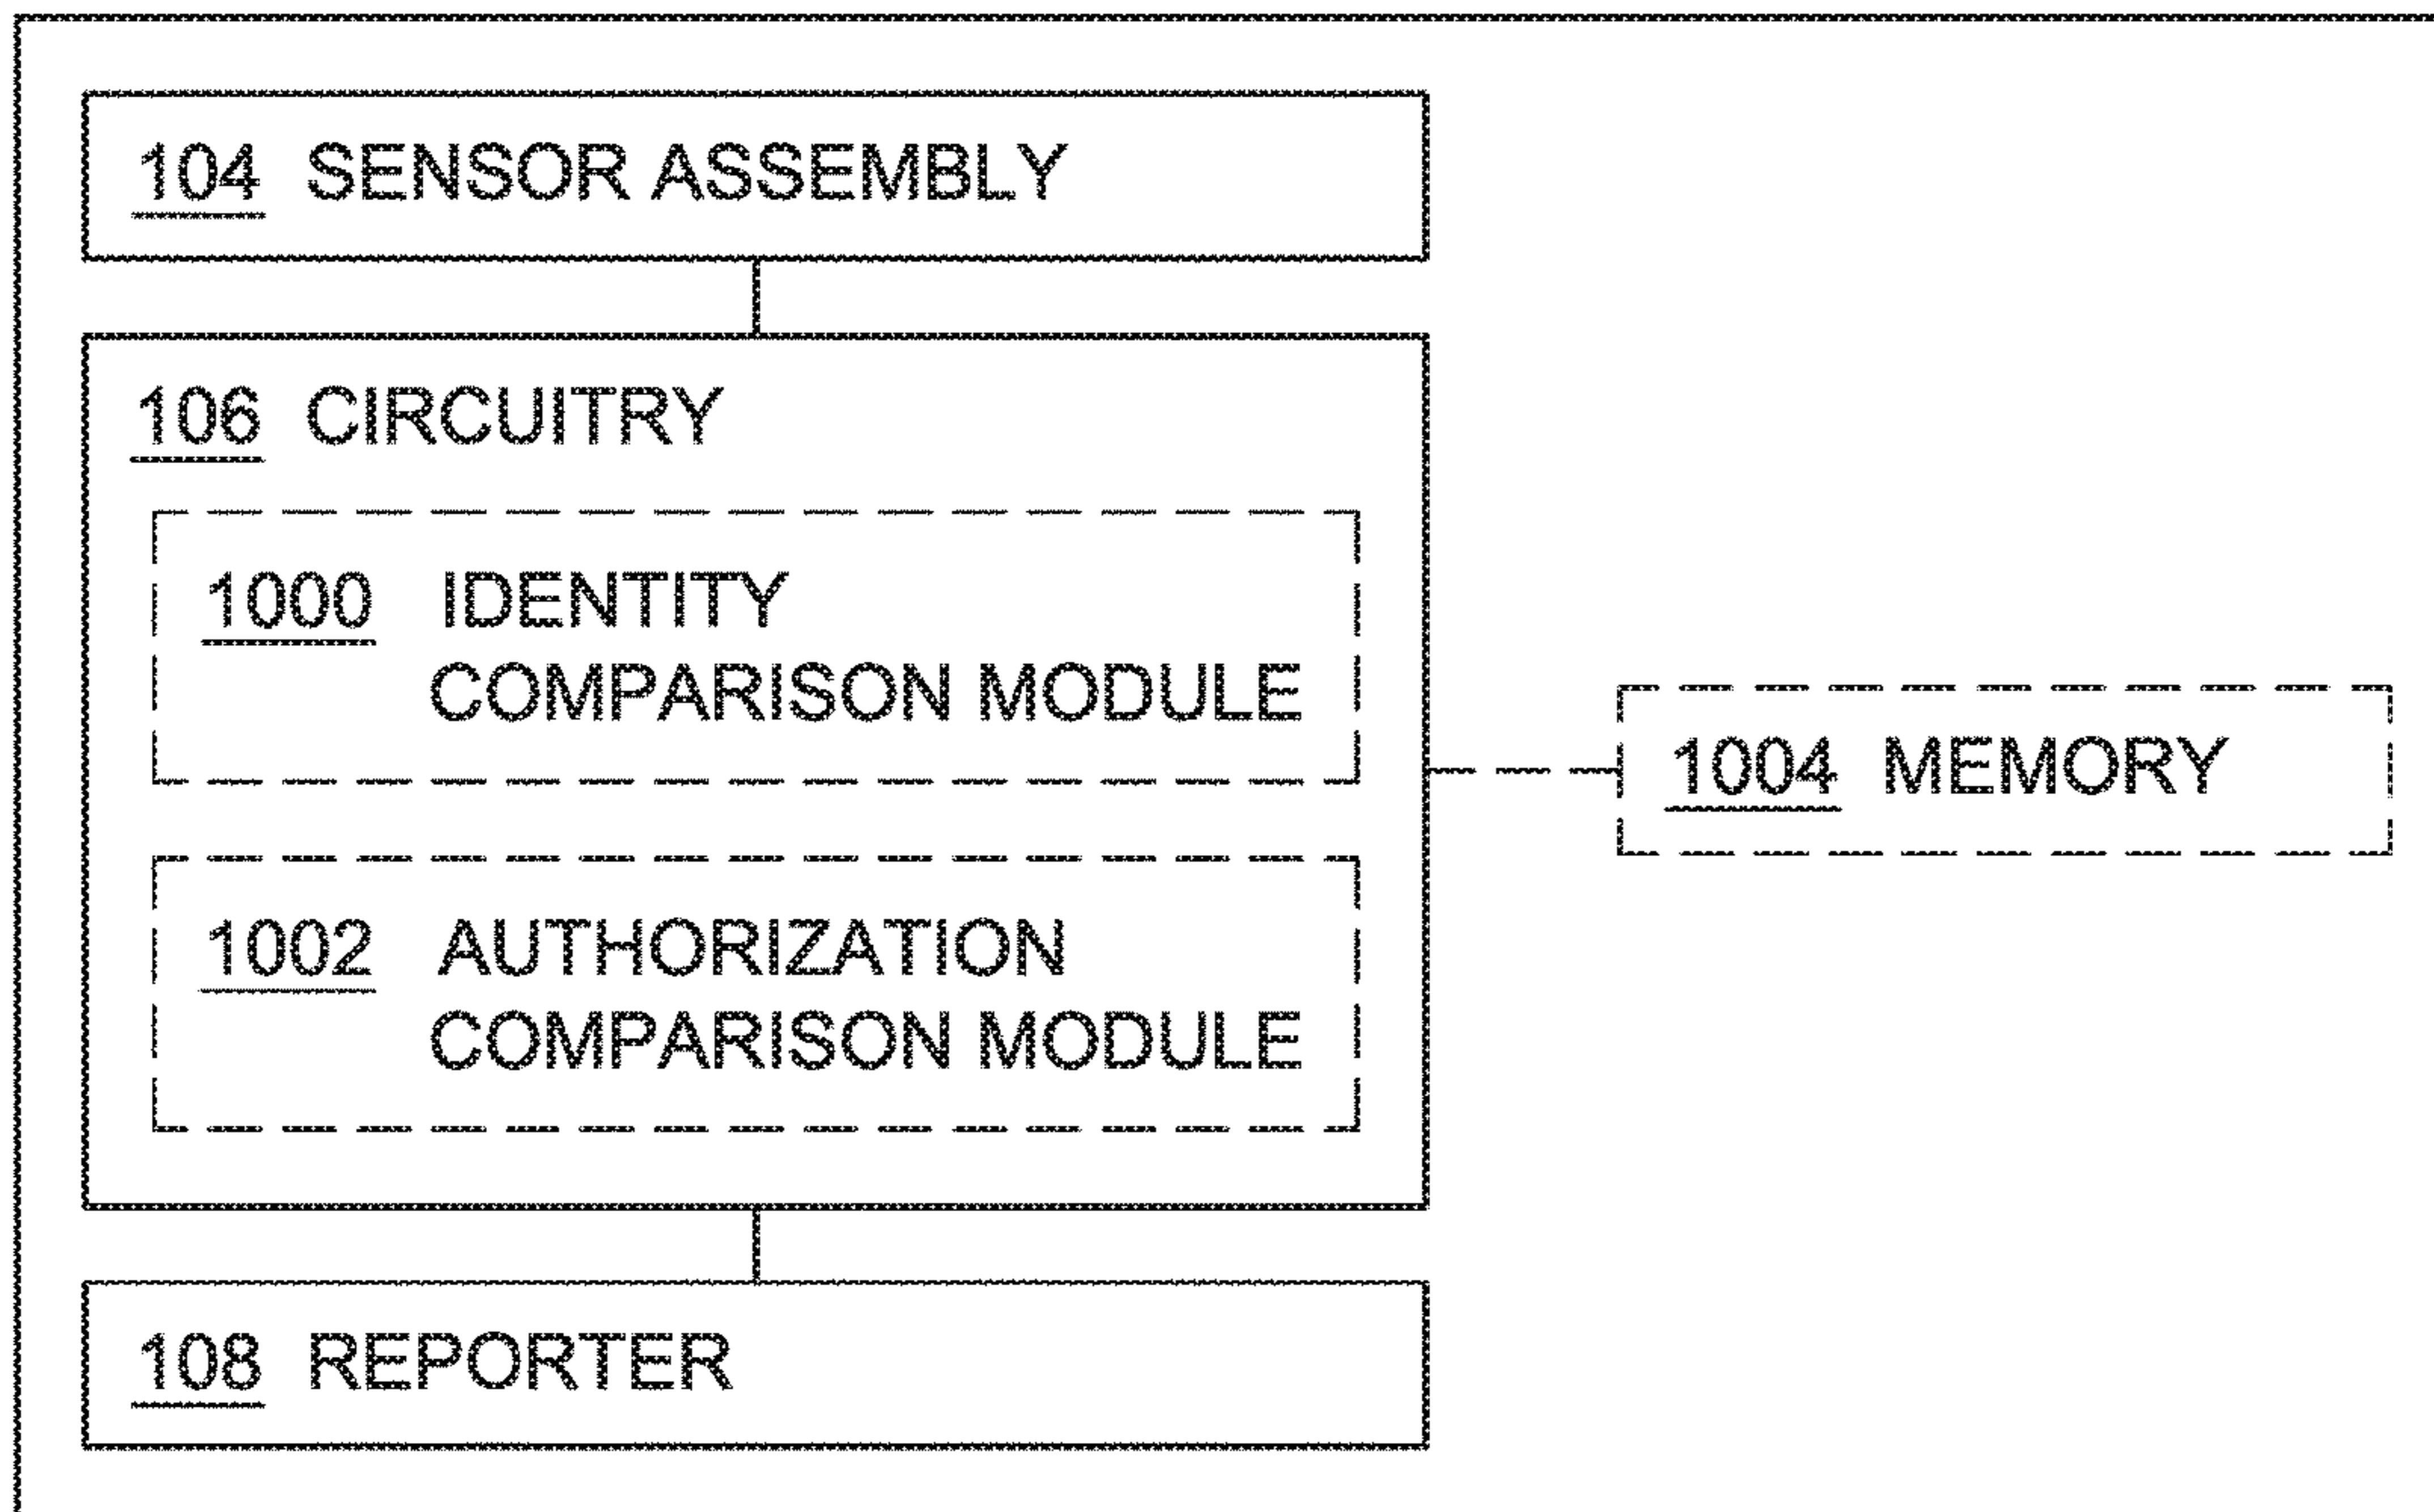 104 SENSOR ASSEMBLY
106 CIRCUITRY
1000 IDENTITY
COMPARISON MODULE
1004 MEMORY
1002 AUTHORIZATION
COMPARISON MODULE
108 REPORTER